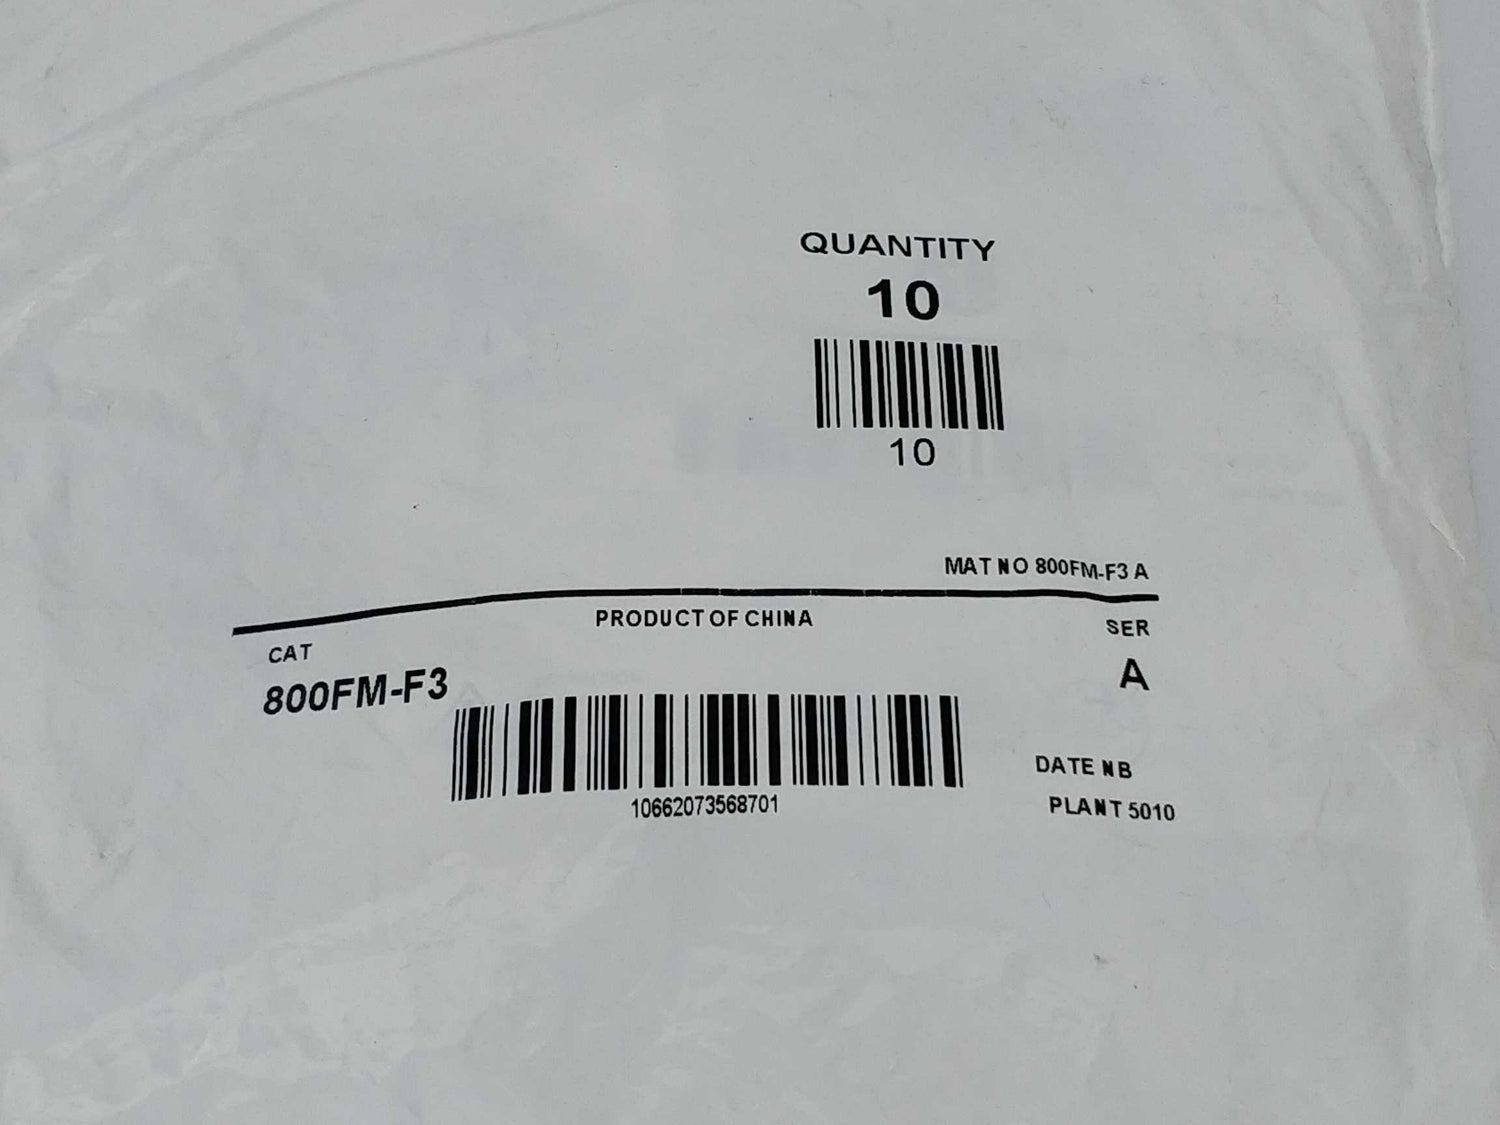 QUANTITY
10
10
MAT NO 800FM-F3 A
PRODUCT OF CHINA
CAT
SER
800FM-F3
A
10662073568701
DATE NB
PLANT 5010